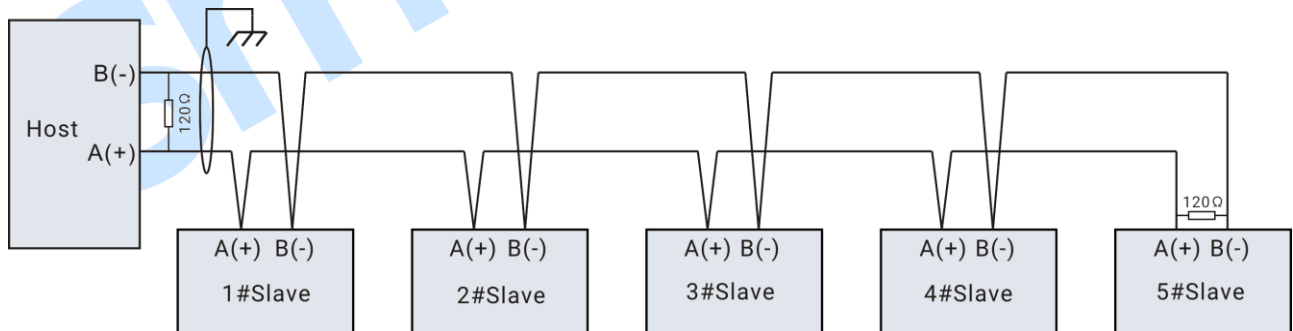 B(-)
120Ω
Host
A(+)
120Ω
A(+) B(-)
1#Slave
A(+) B(-)
2#Slave
A(+) B(-)
3#Slave
A(+) B(-)
4#Slave
A(+) B(-)
5#Slave